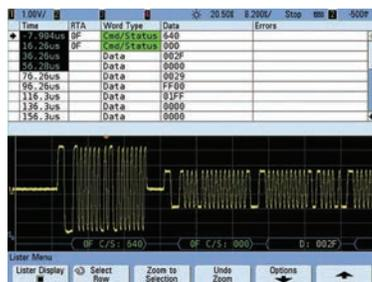 1.00V/ 20.50s 8.200s/ Stop 2 -500
Time RTA Word Type Data Errors
-7.904us 0F Cmd/Status 640
16.26us 0F Cmd/Status 000
36.26us Data 002F
56.28us Data 0000
76.26us Data 0029
96.26us Data FF00
116.3us Data 01FF
136.3us Data 0000
156.3us Data 0000
0F C/S: 640 0F C/S: 000 D: 002F
Lister Menu
Lister Display Select Row Zoom to Selection Undo Zoom Options